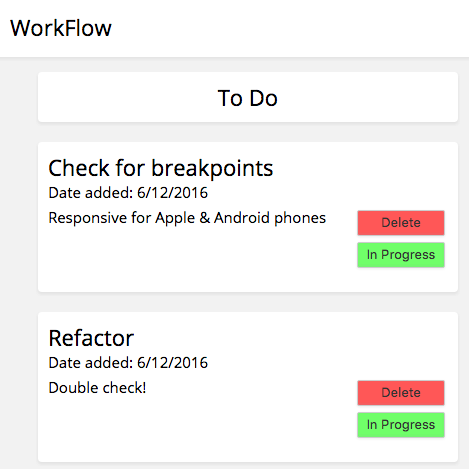 WorkFlow
To Do
Check for breakpoints
Date added: 6/12/2016
Responsive for Apple & Android phones
Delete
In Progress
Refactor
Date added: 6/12/2016
Double check!
Delete
In Progress